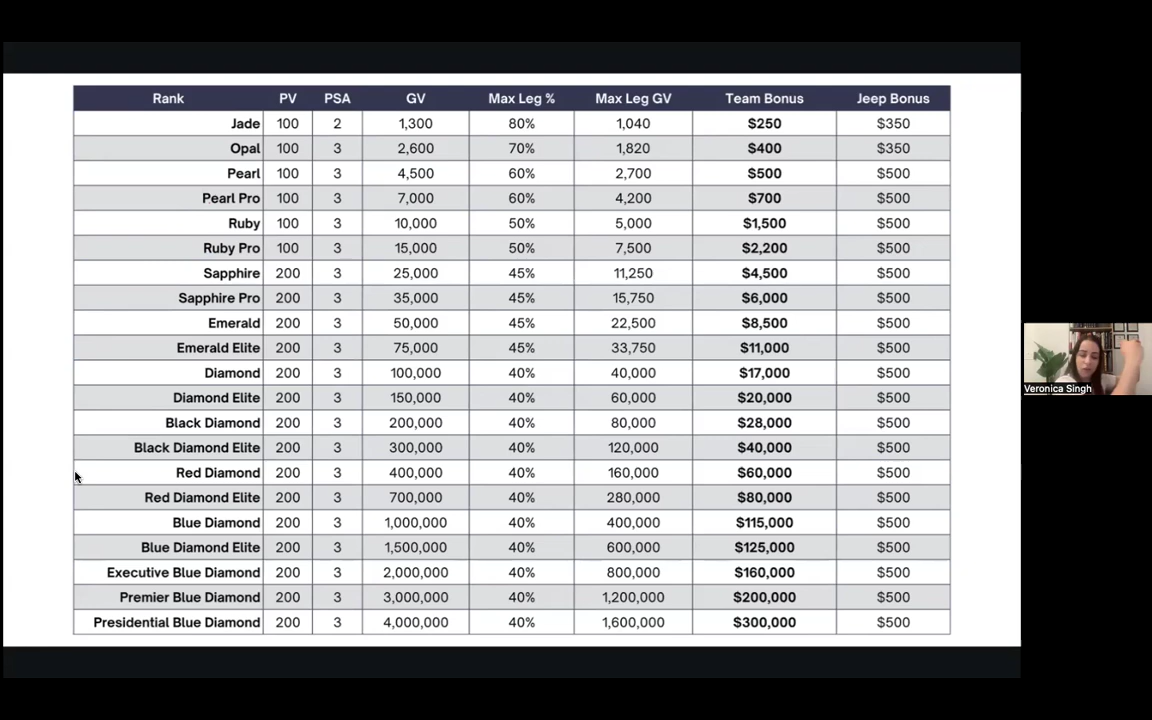 Rank PV PSA GV Max Leg % Max Leg GV Team Bonus Jeep Bonus
Jade 100 2 1,300 80% 1,040 $250 $350
Opal 100 3 2,600 70% 1,820 $400 $350
Pearl 100 3 4,500 60% 2,700 $500 $500
Pearl Pro 100 3 7,000 60% 4,200 $700 $500
Ruby 100 3 10,000 50% 5,000 $1,500 $500
Ruby Pro 100 3 15,000 50% 7,500 $2,200 $500
Sapphire 200 3 25,000 45% 11,250 $4,500 $500
Sapphire Pro 200 3 35,000 45% 15,750 $6,000 $500
Emerald 200 3 50,000 45% 22,500 $8,500 $500
Emerald Elite 200 3 75,000 45% 33,750 $11,000 $500
Diamond 200 3 100,000 40% 40,000 $17,000 $500
Diamond Elite 200 3 150,000 40% 60,000 $20,000 $500
Black Diamond 200 3 200,000 40% 80,000 $28,000 $500
Black Diamond Elite 200 3 300,000 40% 120,000 $40,000 $500
Red Diamond 200 3 400,000 40% 160,000 $60,000 $500
Red Diamond Elite 200 3 700,000 40% 280,000 $80,000 $500
Blue Diamond 200 3 1,000,000 40% 400,000 $115,000 $500
Blue Diamond Elite 200 3 1,500,000 40% 600,000 $125,000 $500
Executive Blue Diamond 200 3 2,000,000 40% 800,000 $160,000 $500
Premier Blue Diamond 200 3 3,000,000 40% 1,200,000 $200,000 $500
Presidential Blue Diamond 200 3 4,000,000 40% 1,600,000 $300,000 $500
Veronica Singh